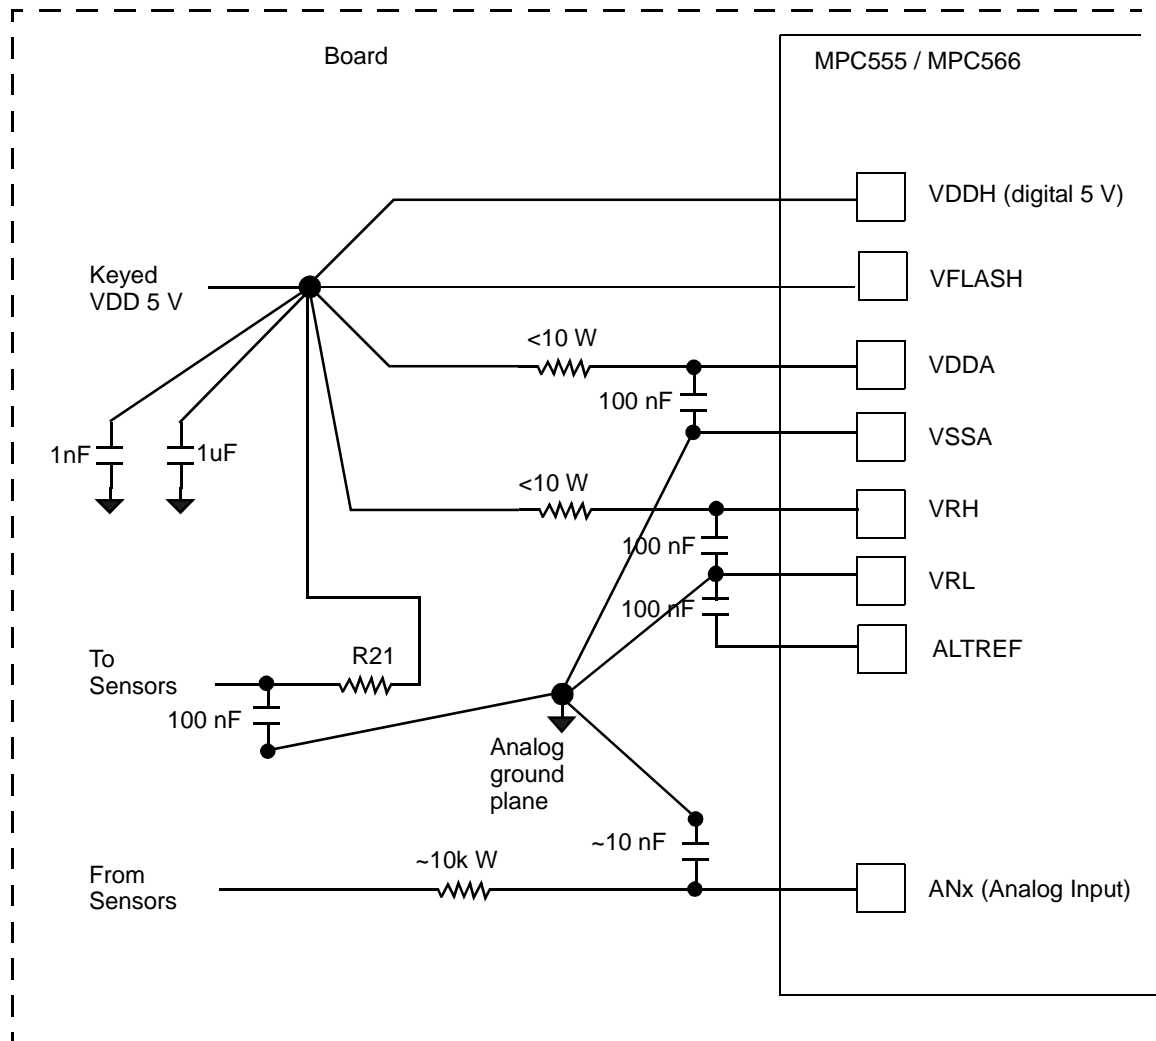 Board
MPC555 / MPC566
VDDH (digital 5 V)
Keyed
VDD 5 V
VFLASH
<10 W
VDDA
100 nF
VSSA
1nF
1uF
<10 W
VRH
100 nF
VRL
100 nF
ALTREF
To
Sensors
R21
100 nF
Analog
ground
plane
~10 nF
~10k W
From
Sensors
ANx (Analog Input)